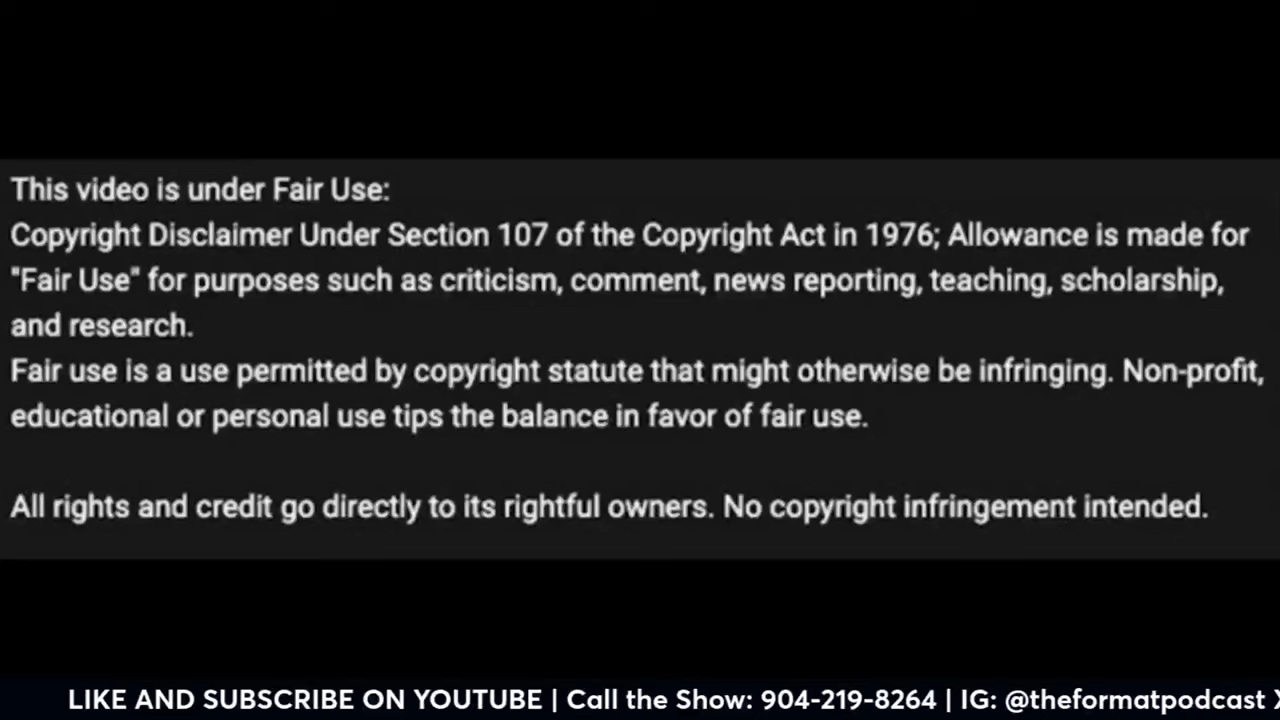 This video is under Fair Use:
Copyright Disclaimer Under Section 107 of the Copyright Act in 1976; Allowance is made for
"Fair Use" for purposes such as criticism, comment, news reporting, teaching, scholarship,
and research.
Fair use is a use permitted by copyright statute that might otherwise be infringing. Non-profit,
educational or personal use tips the balance in favor of fair use.
All rights and credit go directly to its rightful owners. No copyright infringement intended.
LIKE AND SUBSCRIBE ON YOUTUBE | Call the Show: 904-219-8264 | IG: @theformatpodcast